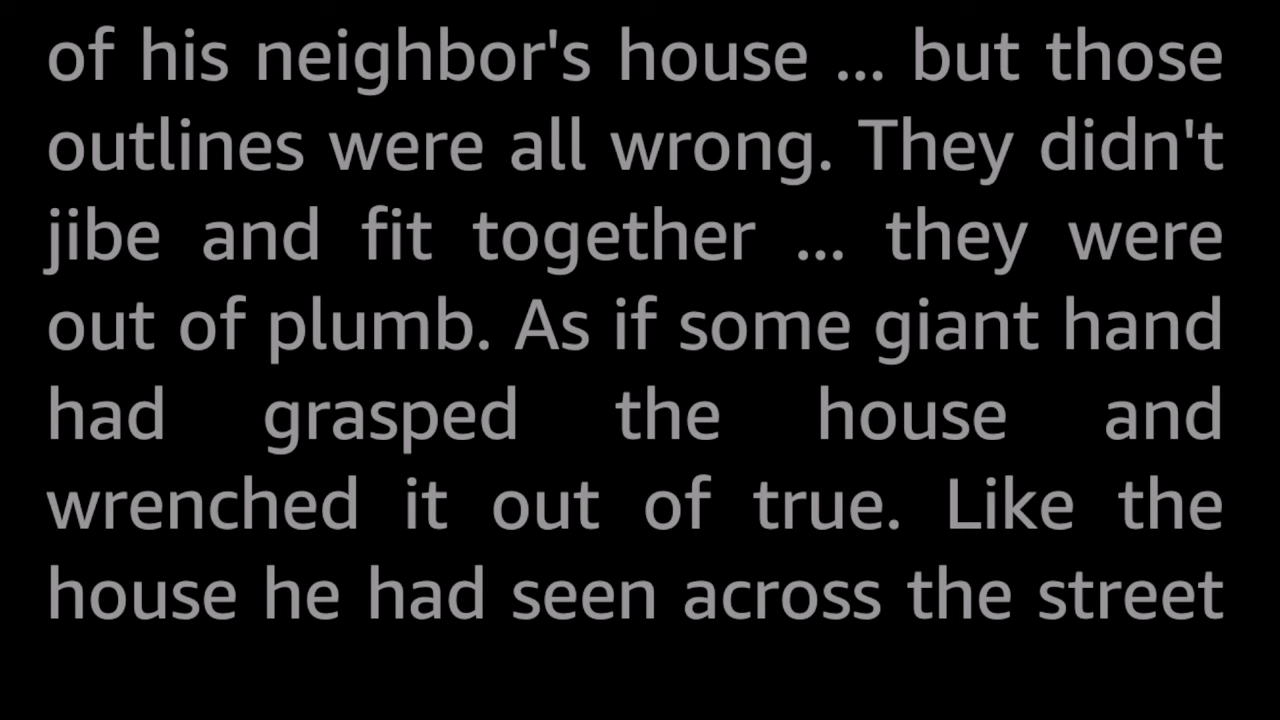 of his neighbor's house ... but those
outlines were all wrong. They didn't
jibe and fit together ... they were
out of plumb. As if some giant hand
had grasped the house and
wrenched it out of true. Like the
house he had seen across the street